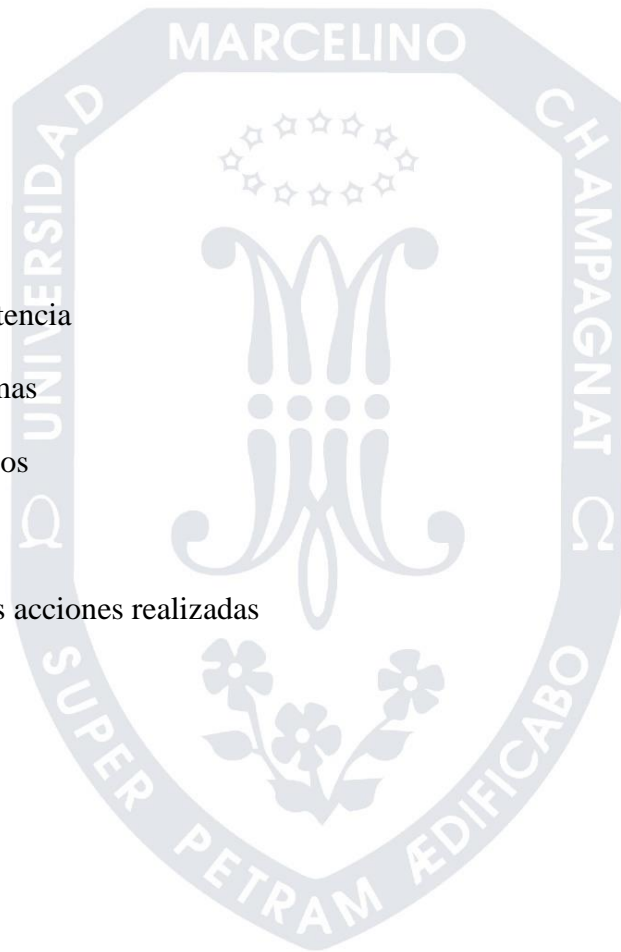 MARCELINO
UNIVERSIDAD
CHAMPAGNAT
tencia
nas
os
s acciones realizadas
SUPER PETRAM ÆDIFICABO